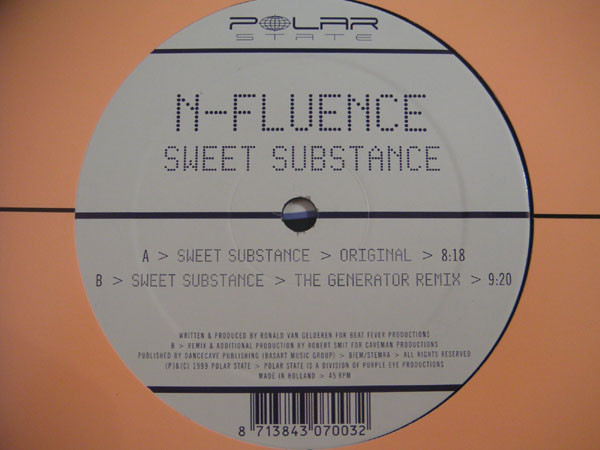 POLAR
STATE
N-FLUENCE
SWEET SUBSTANCE
A > SWEET SUBSTANCE > ORIGINAL > 8:18
B > SWEET SUBSTANCE > THE GENERATOR REMIX > 9:20
WRITTEN & PRODUCED BY RONALD VAN GELDEREN FOR BEAT FEVER PRODUCTIONS
B > REMIX & ADDITIONAL PRODUCTION BY ROBERT SMIT FOR CAVEMAN PRODUCTIONS
PUBLISHED BY DANCECAVE PUBLISHING (BASART MUSIC GROUP) > BIEM/STEMRA > ALL RIGHTS RESERVED
(P)&(C) 1999 POLAR STATE > POLAR STATE IS A DIVISION OF PURPLE EYE PRODUCTIONS
MADE IN HOLLAND > 45 RPM
8 713843 070032